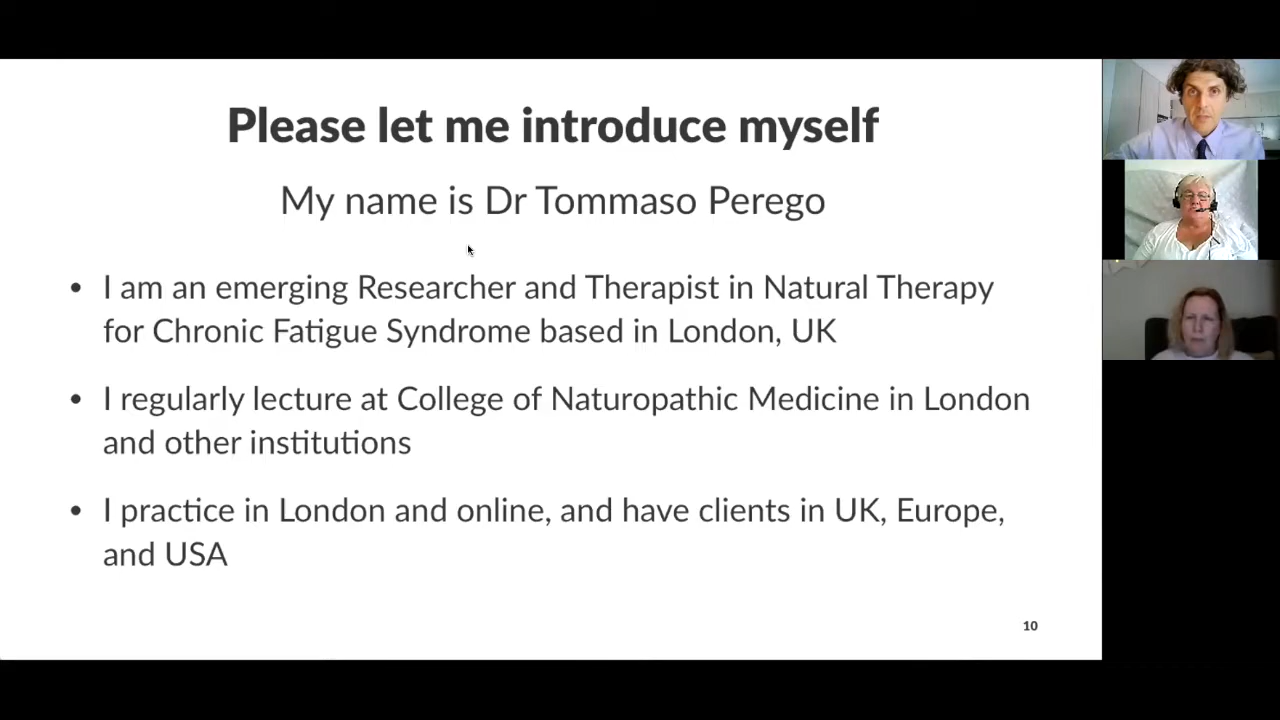 Please let me introduce myself
My name is Dr Tommaso Perego
• I am an emerging Researcher and Therapist in Natural Therapy
for Chronic Fatigue Syndrome based in London, UK
• I regularly lecture at College of Naturopathic Medicine in London
and other institutions
• I practice in London and online, and have clients in UK, Europe,
and USA
10